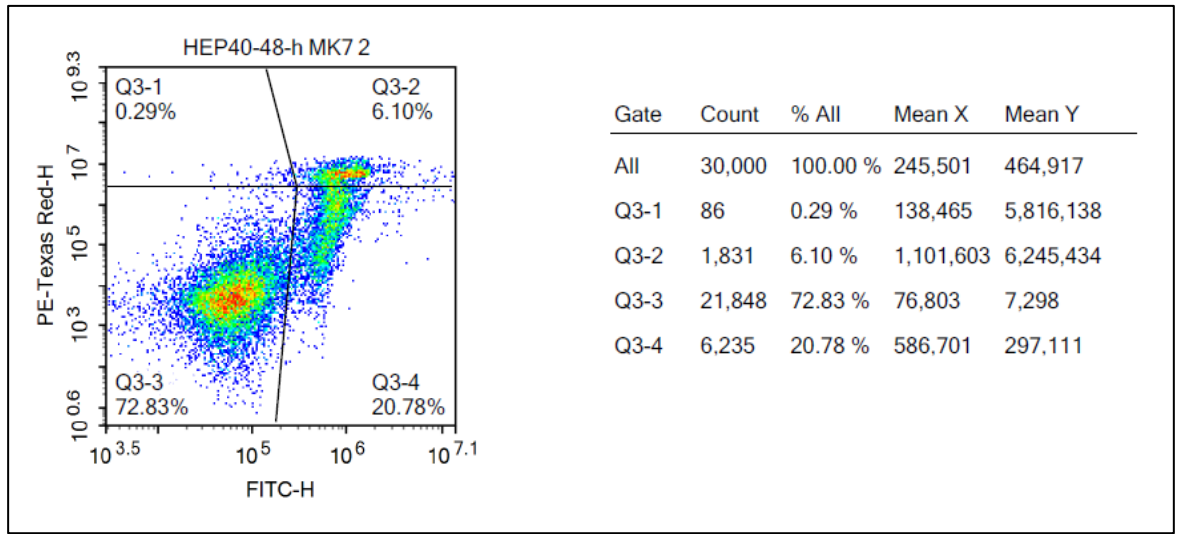 HEP40-48-h MK7 2
10^9.3
10^7
10^5
10^3
10^0.6
PE-Texas Red-H
Q3-1
0.29%
Q3-2
6.10%
Q3-3
72.83%
Q3-4
20.78%
10^3.5 10^5 10^6 10^7.1
FITC-H
Gate Count % All Mean X Mean Y
All 30,000 100.00 % 245,501 464,917
Q3-1 86 0.29 % 138,465 5,816,138
Q3-2 1,831 6.10 % 1,101,603 6,245,434
Q3-3 21,848 72.83 % 76,803 7,298
Q3-4 6,235 20.78 % 586,701 297,111